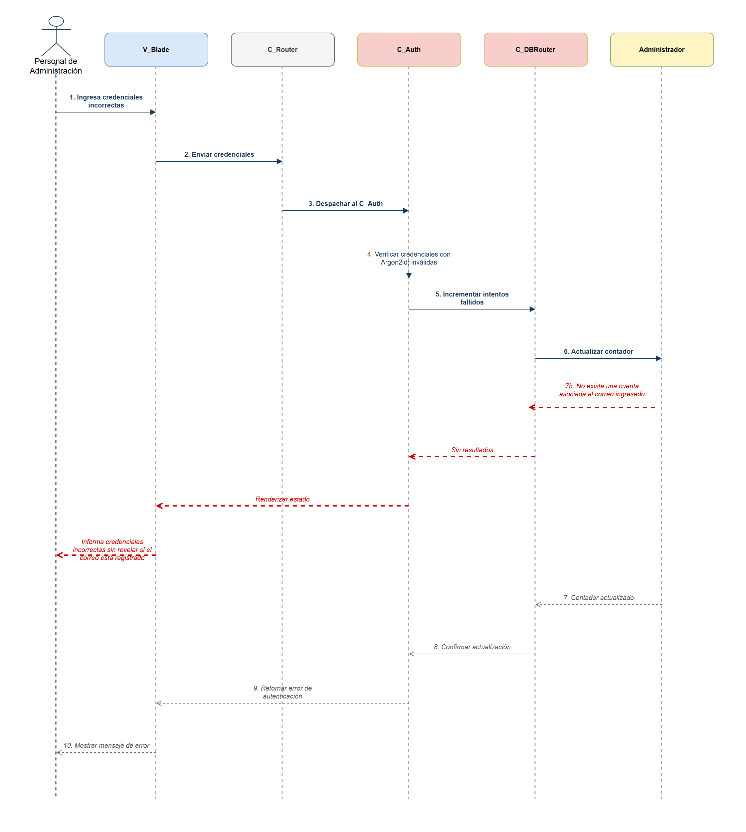 V_Blade
C_Router
C_Auth
C_DBRouter
Administrador
Personal de
Administración
1. Ingresa credenciales
incorrectas
2. Enviar credenciales
3. Despachar al C_Auth
4. Verificar credenciales con
Argon2id: inválidas
5. Incrementar intentos
fallidos
6. Actualizar contador
7b. No existe una cuenta
asociada al correo ingresado
Sin resultados
Renderizar estado
Informa credenciales
incorrectas sin revelar si el
correo está registrado
7. Contador actualizado
8. Confirmar actualización
9. Retornar error de
autenticación
10. Mostrar mensaje de error